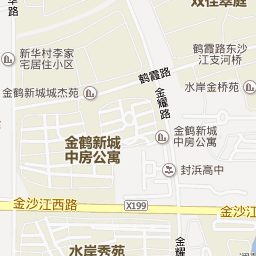 双佳翠庭
新华村李家
宅居住小区
鹤霞路东沙
江支河桥
鹤霞路
水岸金桥苑
金鹤新城城杰苑
金耀路
金鹤新城
中房公寓
金鹤新城
中房公寓
封浜高中
X199
金沙江西路
金沙江
水岸秀苑
金耀